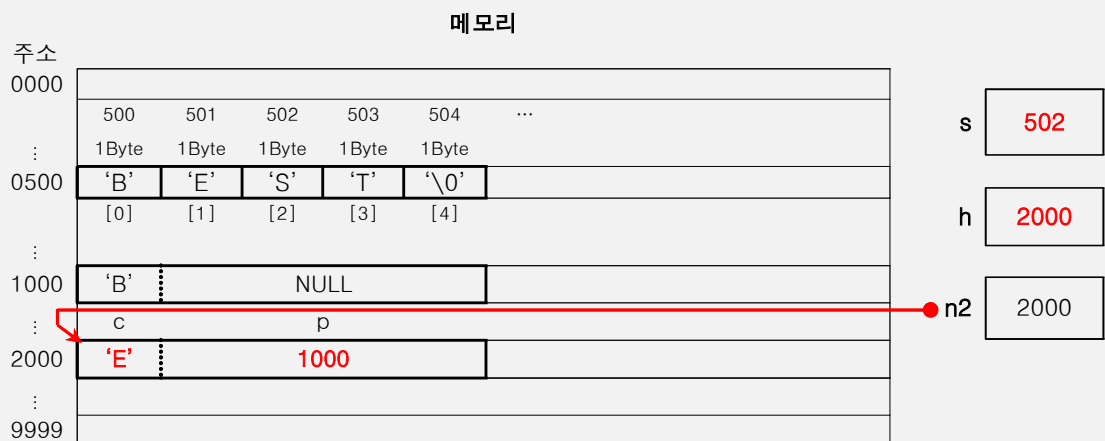 메모리
주소
0000
500 501 502 503 504 …
⋮ 1Byte 1Byte 1Byte 1Byte 1Byte
0500 ‘B’ ‘E’ ‘S’ ‘T’ ‘\0’
[0] [1] [2] [3] [4]
⋮
1000 ‘B’ NULL
⋮ c p
2000 ‘E’ 1000
⋮
9999
s 502
h 2000
n2 2000